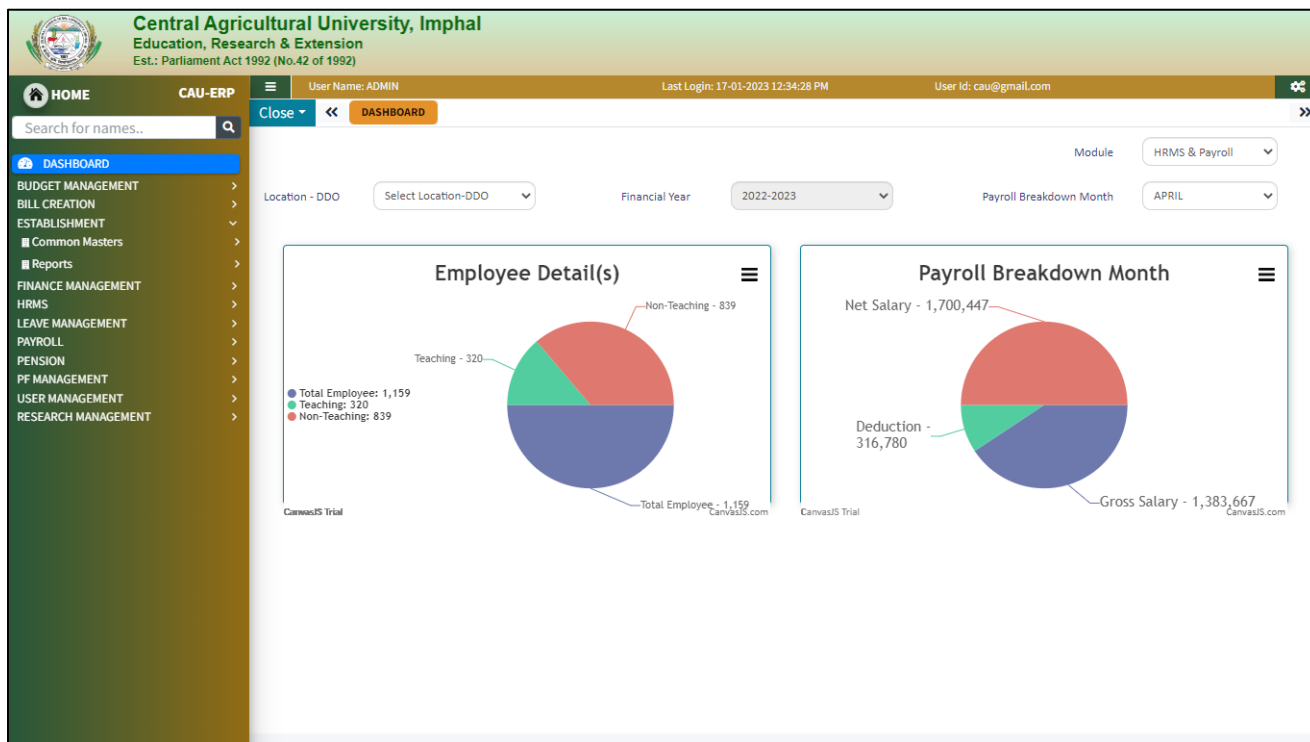 Central Agricultural University, Imphal
Education, Research & Extension
Est.: Parliament Act 1992 (No.42 of 1992)
HOME CAU-ERP
User Name: ADMIN Last Login: 17-01-2023 12:34:28 PM User Id: cau@gmail.com
Search for names..
Close DASHBOARD
DASHBOARD
BUDGET MANAGEMENT
BILL CREATION
ESTABLISHMENT
Common Masters
Reports
FINANCE MANAGEMENT
HRMS
LEAVE MANAGEMENT
PAYROLL
PENSION
PF MANAGEMENT
USER MANAGEMENT
RESEARCH MANAGEMENT
Module HRMS & Payroll
Location - DDO Select Location-DDO Financial Year 2022-2023 Payroll Breakdown Month APRIL
Employee Detail(s)
Non-Teaching - 839
Teaching - 320
Total Employee: 1,159
Teaching: 320
Non-Teaching: 839
Total Employee - 1,159
CanvasJS Trial CanvasJS.com
Payroll Breakdown Month
Net Salary - 1,700,447
Deduction -
316,780
Gross Salary - 1,383,667
CanvasJS Trial CanvasJS.com